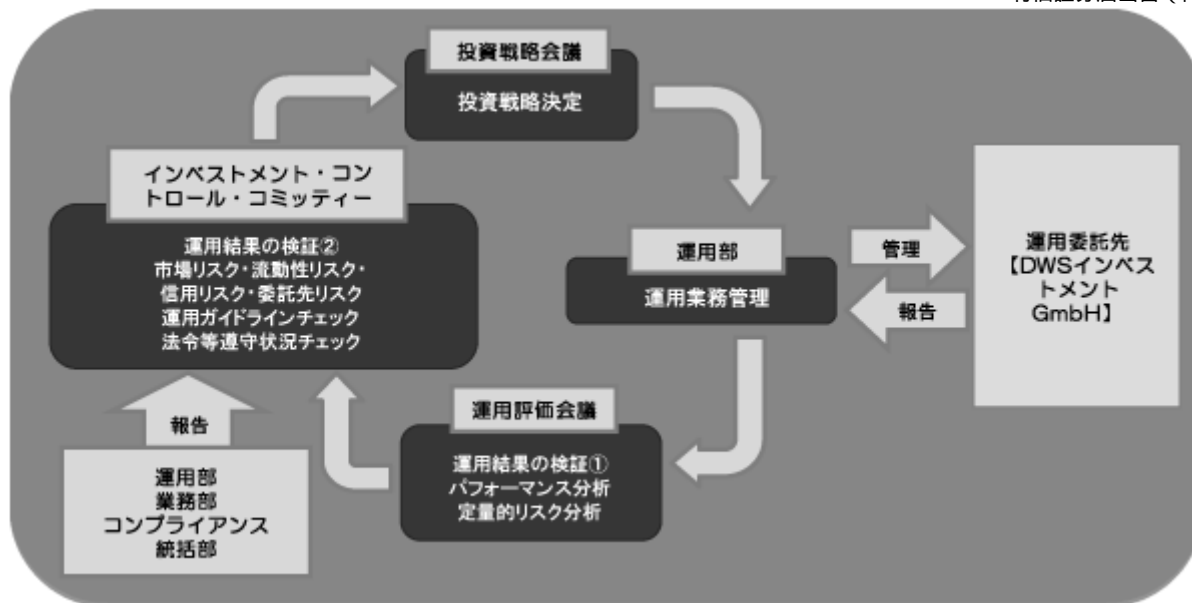 投資戦略会議
投資戦略決定
インベストメント・コン
トロール・コミッティー
運用結果の検証②
市場リスク・流動性リスク・
信用リスク・委託先リスク
運用ガイドラインチェック
法令等遵守状況チェック
運用部
運用業務管理
管理
報告
運用委託先
【DWSインベス
トメント
GmbH】
運用評価会議
運用結果の検証①
パフォーマンス分析
定量的リスク分析
報告
運用部
業務部
コンプライアンス
統括部